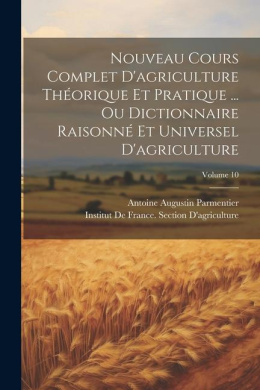 Nouveau Cours
Complet D'agriculture
Théorique Et Pratique ...
Ou Dictionnaire
Raisonné Et Universel
D'agriculture
Volume 10
Antoine Augustin Parmentier
Institut De France. Section D'agriculture